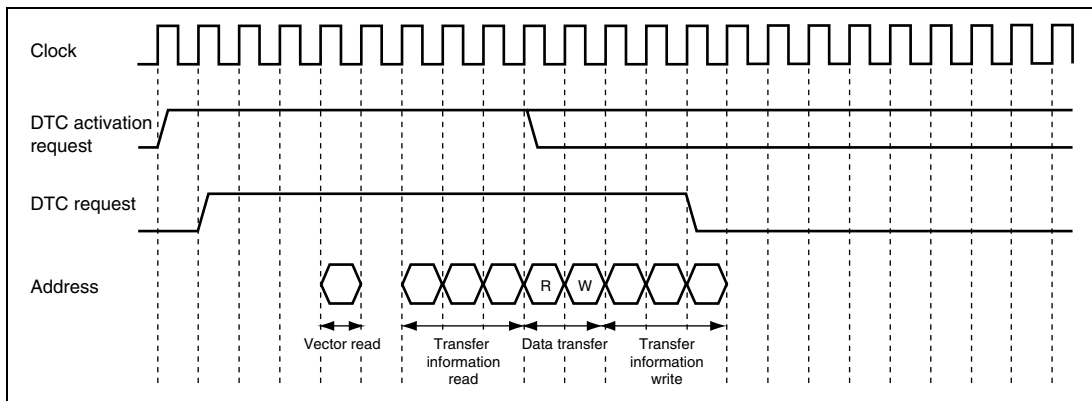 Clock
DTC activation
request
DTC request
Address
R
W
Vector read
Transfer
information
read
Data transfer
Transfer
information
write